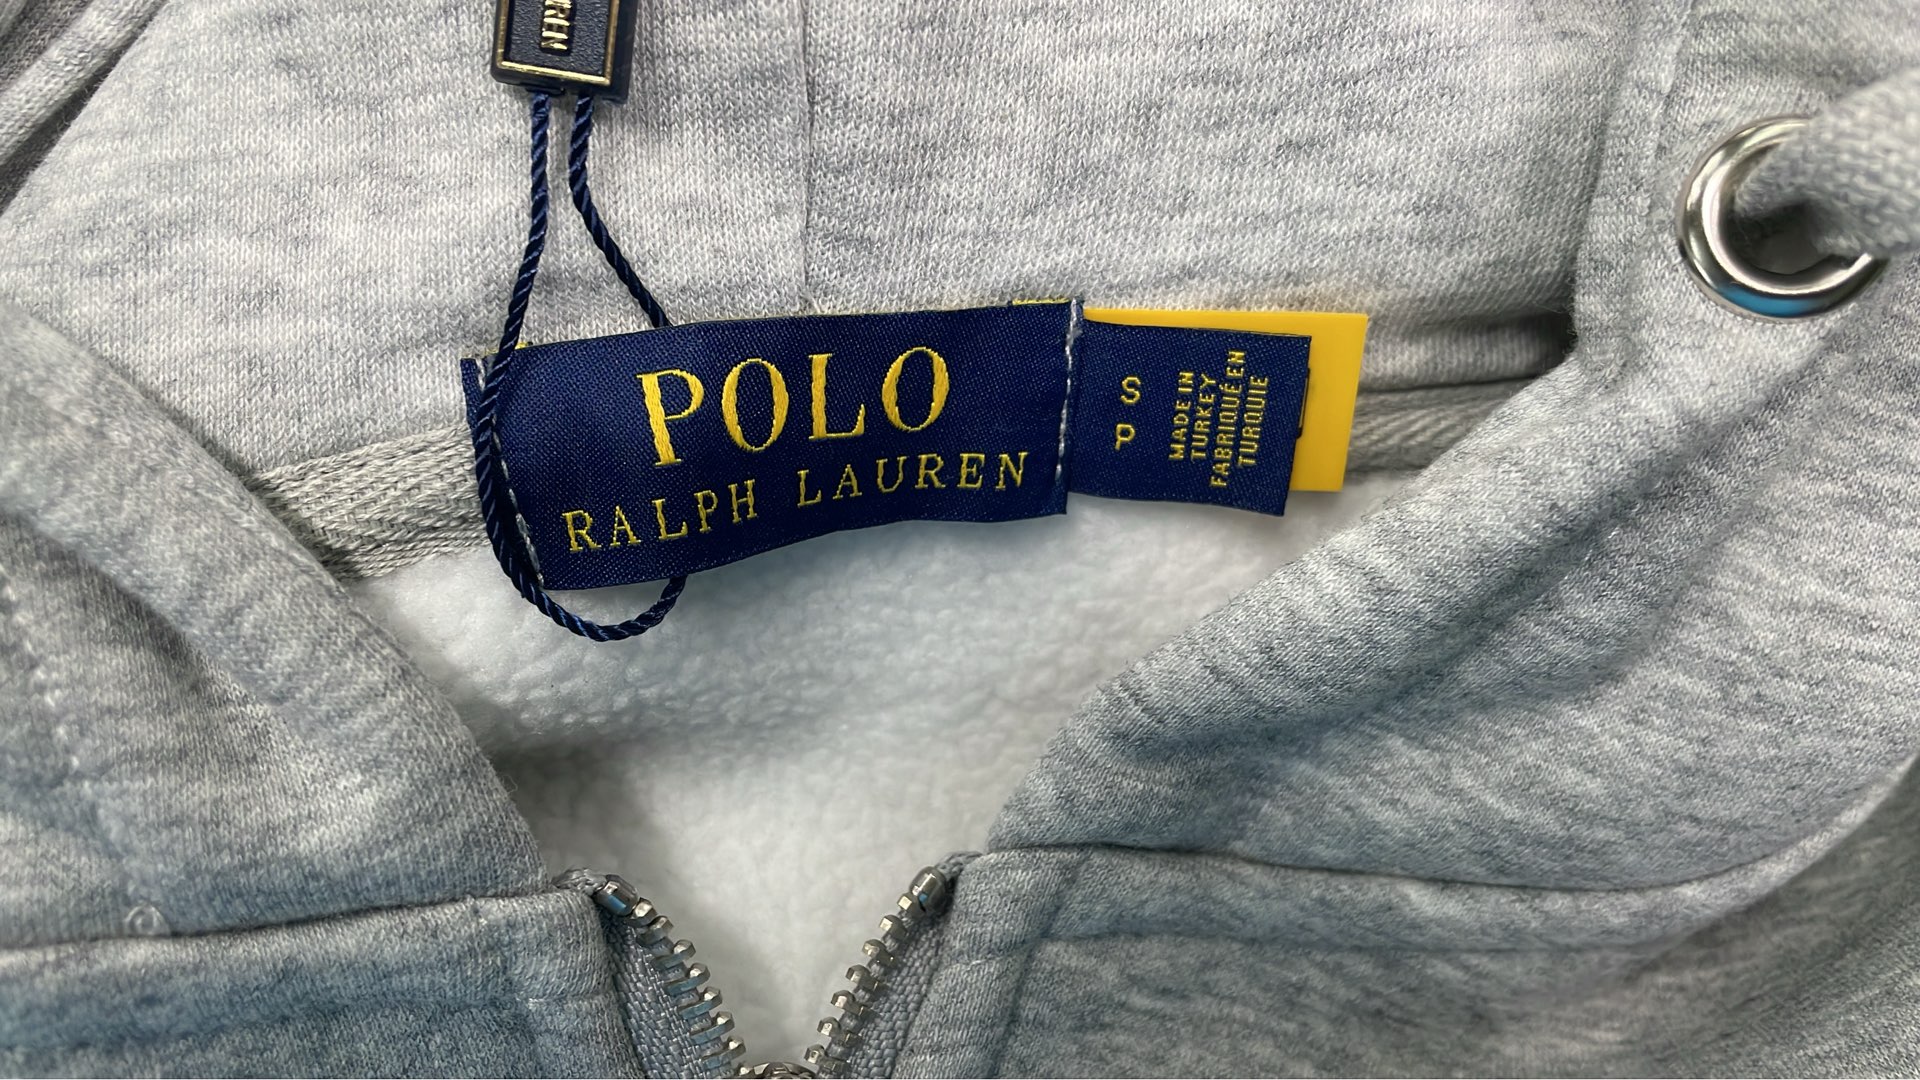 POLO
RALPH LAUREN
S
P
MADE IN
TURKEY
FABRIQUÉ EN
TURQUIE